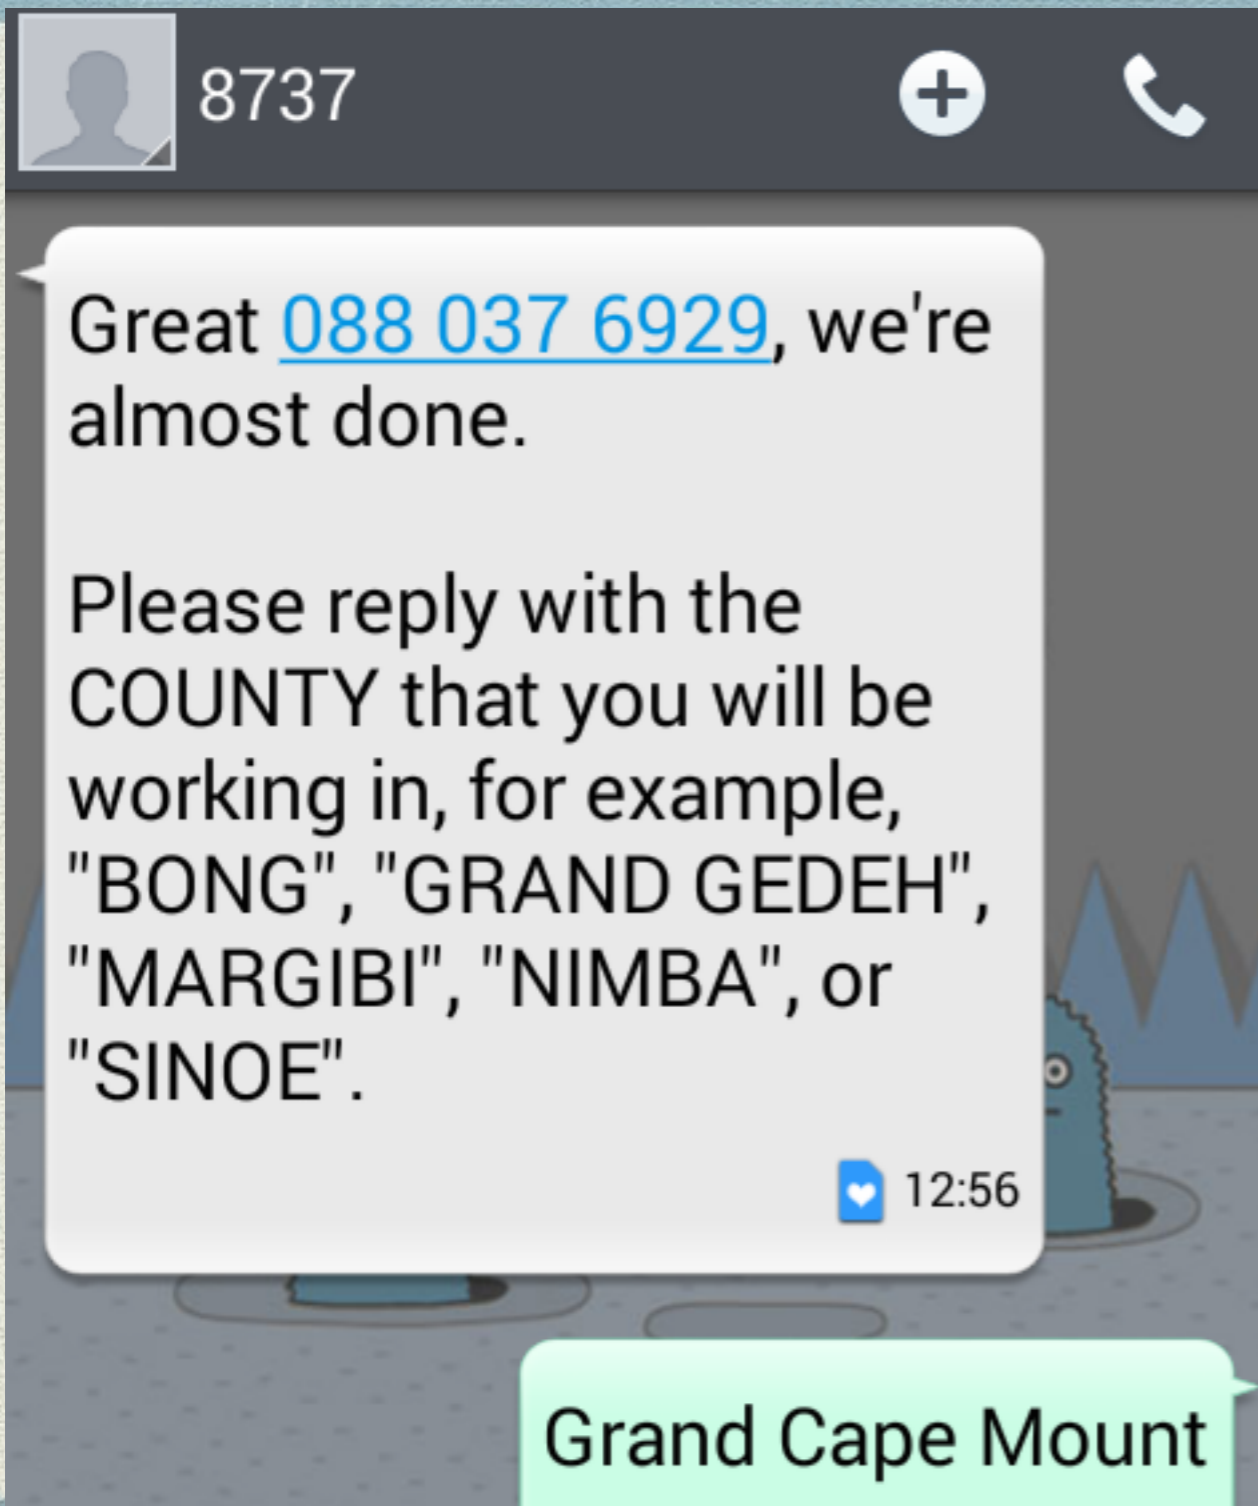 8737
Great 088 037 6929, we're
almost done.
Please reply with the
COUNTY that you will be
working in, for example,
"BONG", "GRAND GEDEH",
"MARGIBI", "NIMBA", or
"SINOE".
12:56
Grand Cape Mount